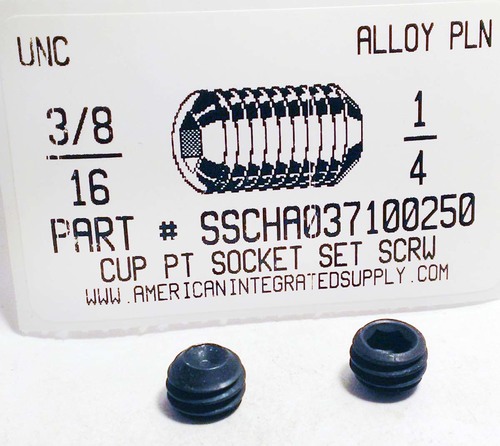 UNC ALLOY PLN
3/8 1
16 4
PART # SSCHA037100250
CUP PT SOCKET SET SCRW
WWW.AMERICANINTEGRATEDSUPPLY.COM